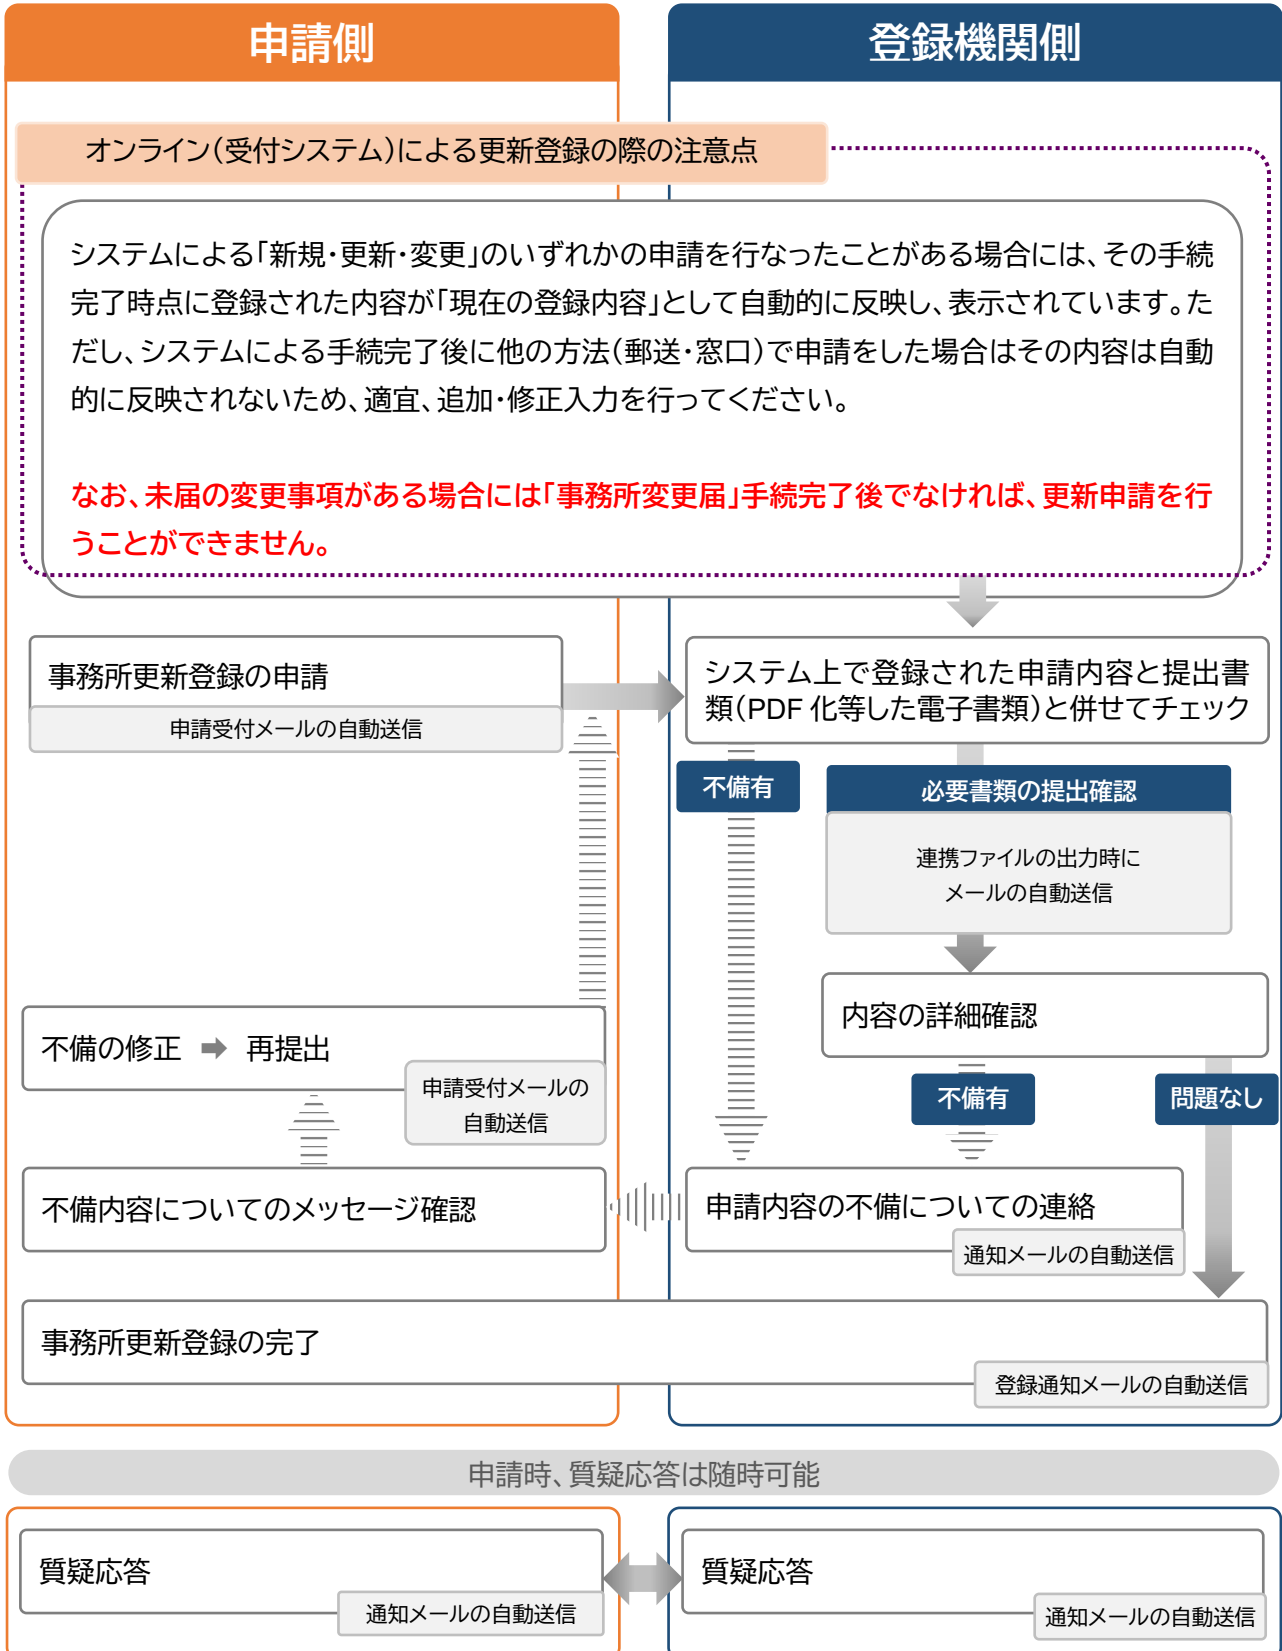 申請側
登録機関側
オンライン（受付システム）による更新登録の際の注意点
システムによる「新規・更新・変更」のいずれかの申請を行なったことがある場合には、その手続
完了時点に登録された内容が「現在の登録内容」として自動的に反映し、表示されています。た
だし、システムによる手続完了後に他の方法（郵送・窓口）で申請をした場合はその内容は自動
的に反映されないため、適宜、追加・修正入力を行ってください。
なお、未届の変更事項がある場合には「事務所変更届」手続完了後でなければ、更新申請を行
うことができません。
事務所更新登録の申請
申請受付メールの自動送信
システム上で登録された申請内容と提出書
類（PDF 化等した電子書類）と併せてチェック
不備有
必要書類の提出確認
連携ファイルの出力時に
メールの自動送信
内容の詳細確認
不備の修正 ➡ 再提出
申請受付メールの
自動送信
不備有
問題なし
不備内容についてのメッセージ確認
申請内容の不備についての連絡
通知メールの自動送信
事務所更新登録の完了
登録通知メールの自動送信
申請時、質疑応答は随時可能
質疑応答
通知メールの自動送信
質疑応答
通知メールの自動送信